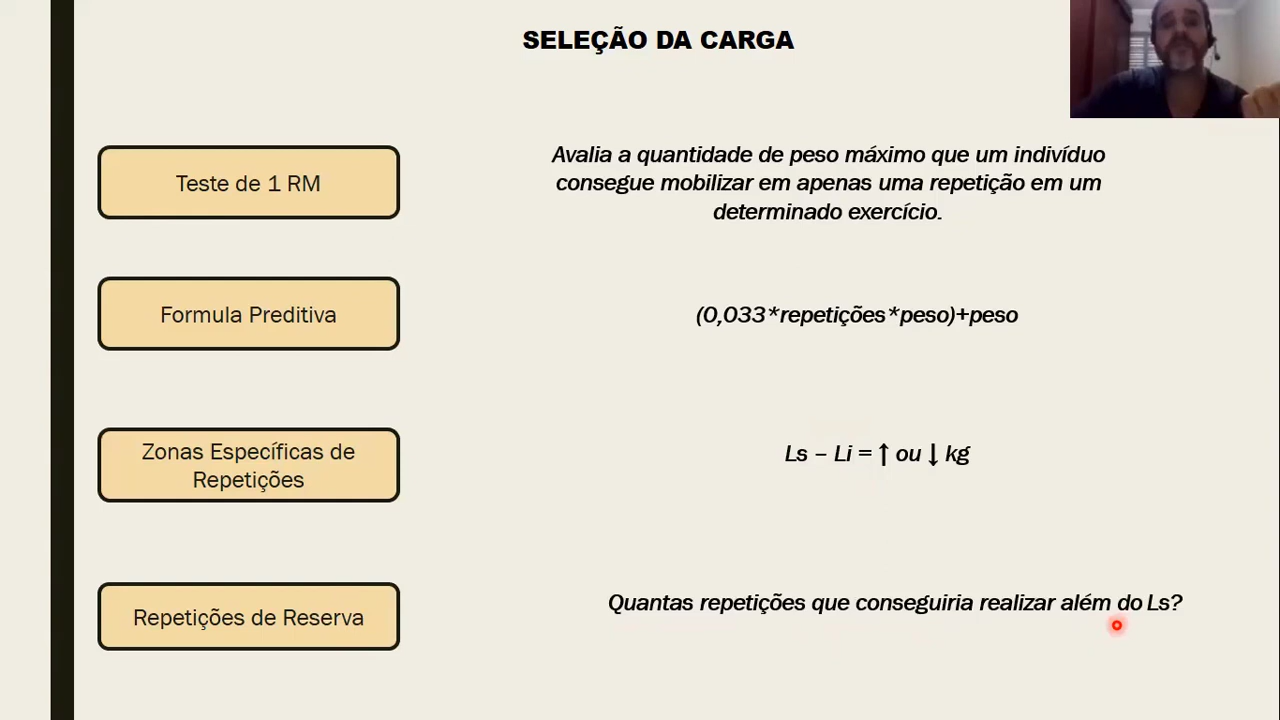 SELEÇÃO DA CARGA
Teste de 1 RM
Avalia a quantidade de peso máximo que um indivíduo
consegue mobilizar em apenas uma repetição em um
determinado exercício.
Formula Preditiva
(0,033*repetições*peso)+peso
Zonas Específicas de
Repetições
Ls – Li = ↑ ou ↓ kg
Repetições de Reserva
Quantas repetições que conseguiria realizar além do Ls?